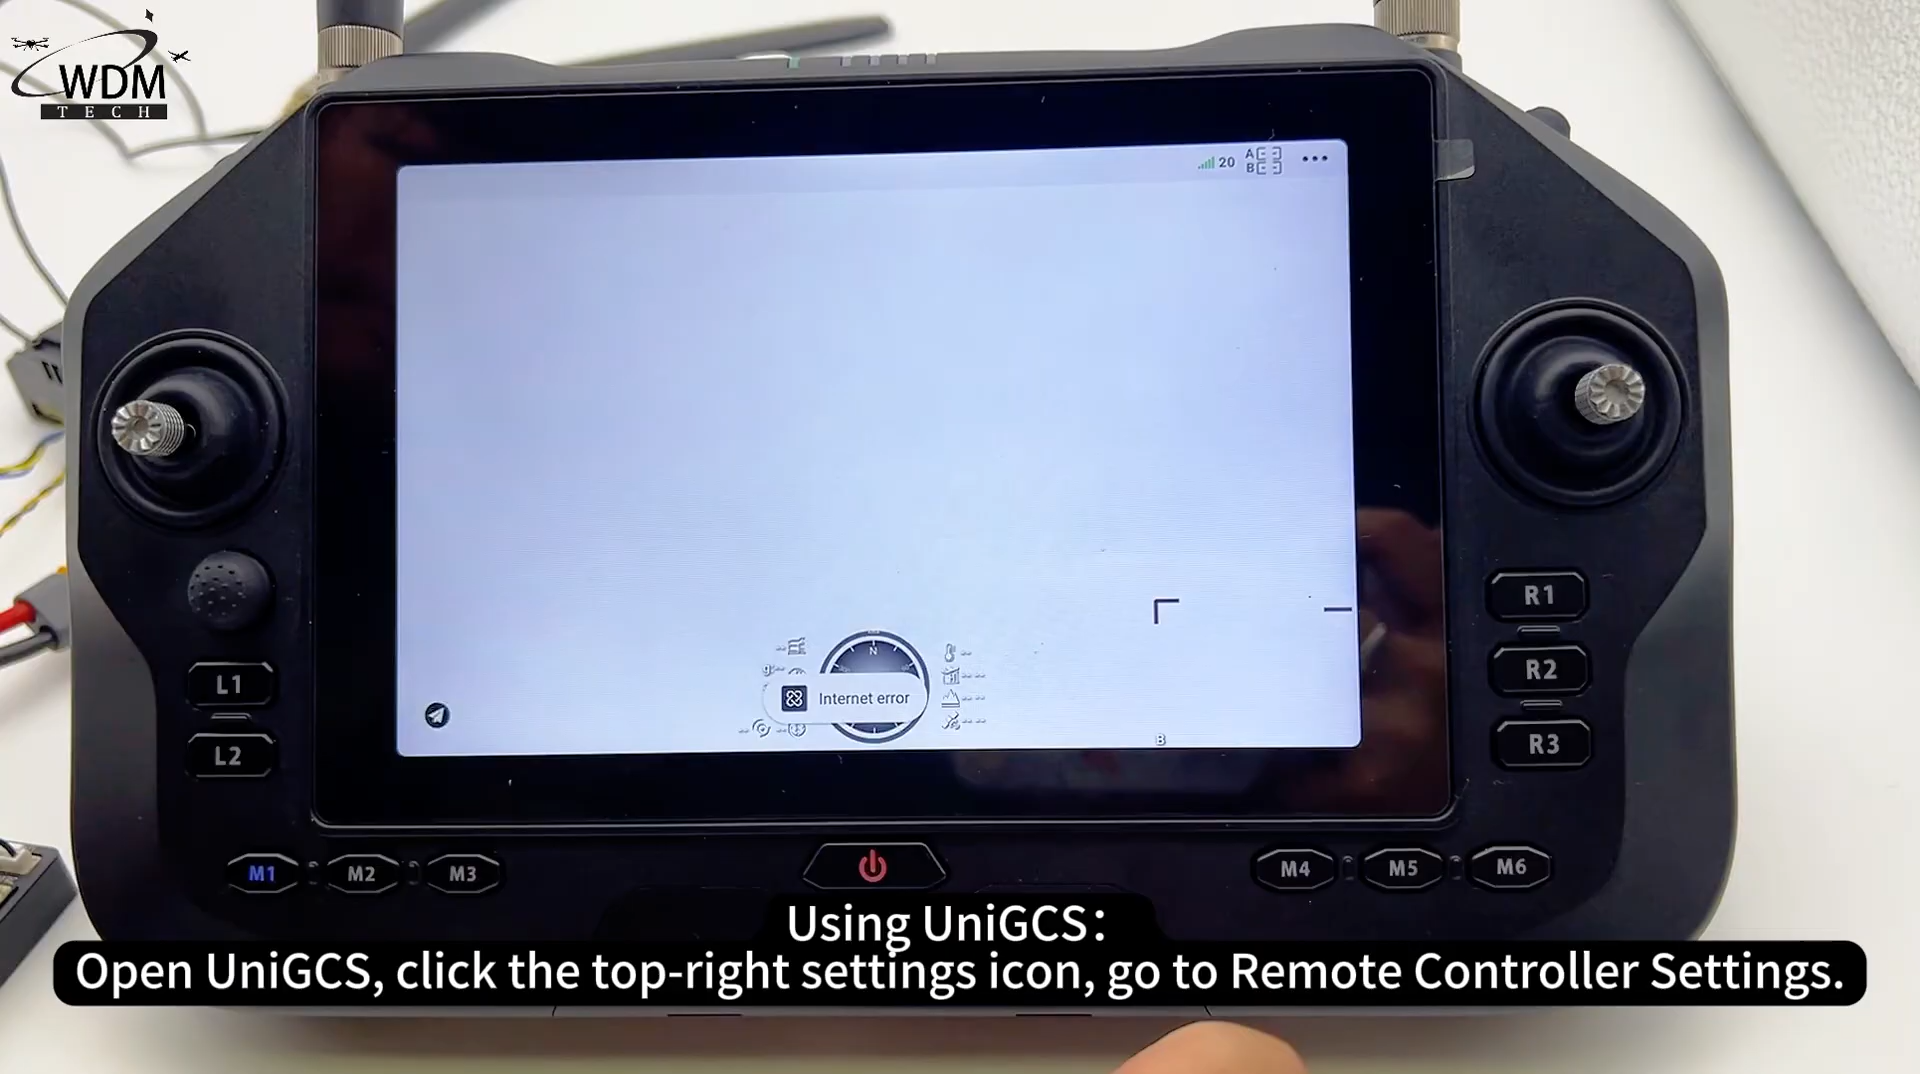 WDM
TECH
20
A
B
N
Internet error
B
L1
L2
R1
R2
R3
M1
M2
M3
M4
M5
M6
Using UniGCS:
Open UniGCS, click the top-right settings icon, go to Remote Controller Settings.